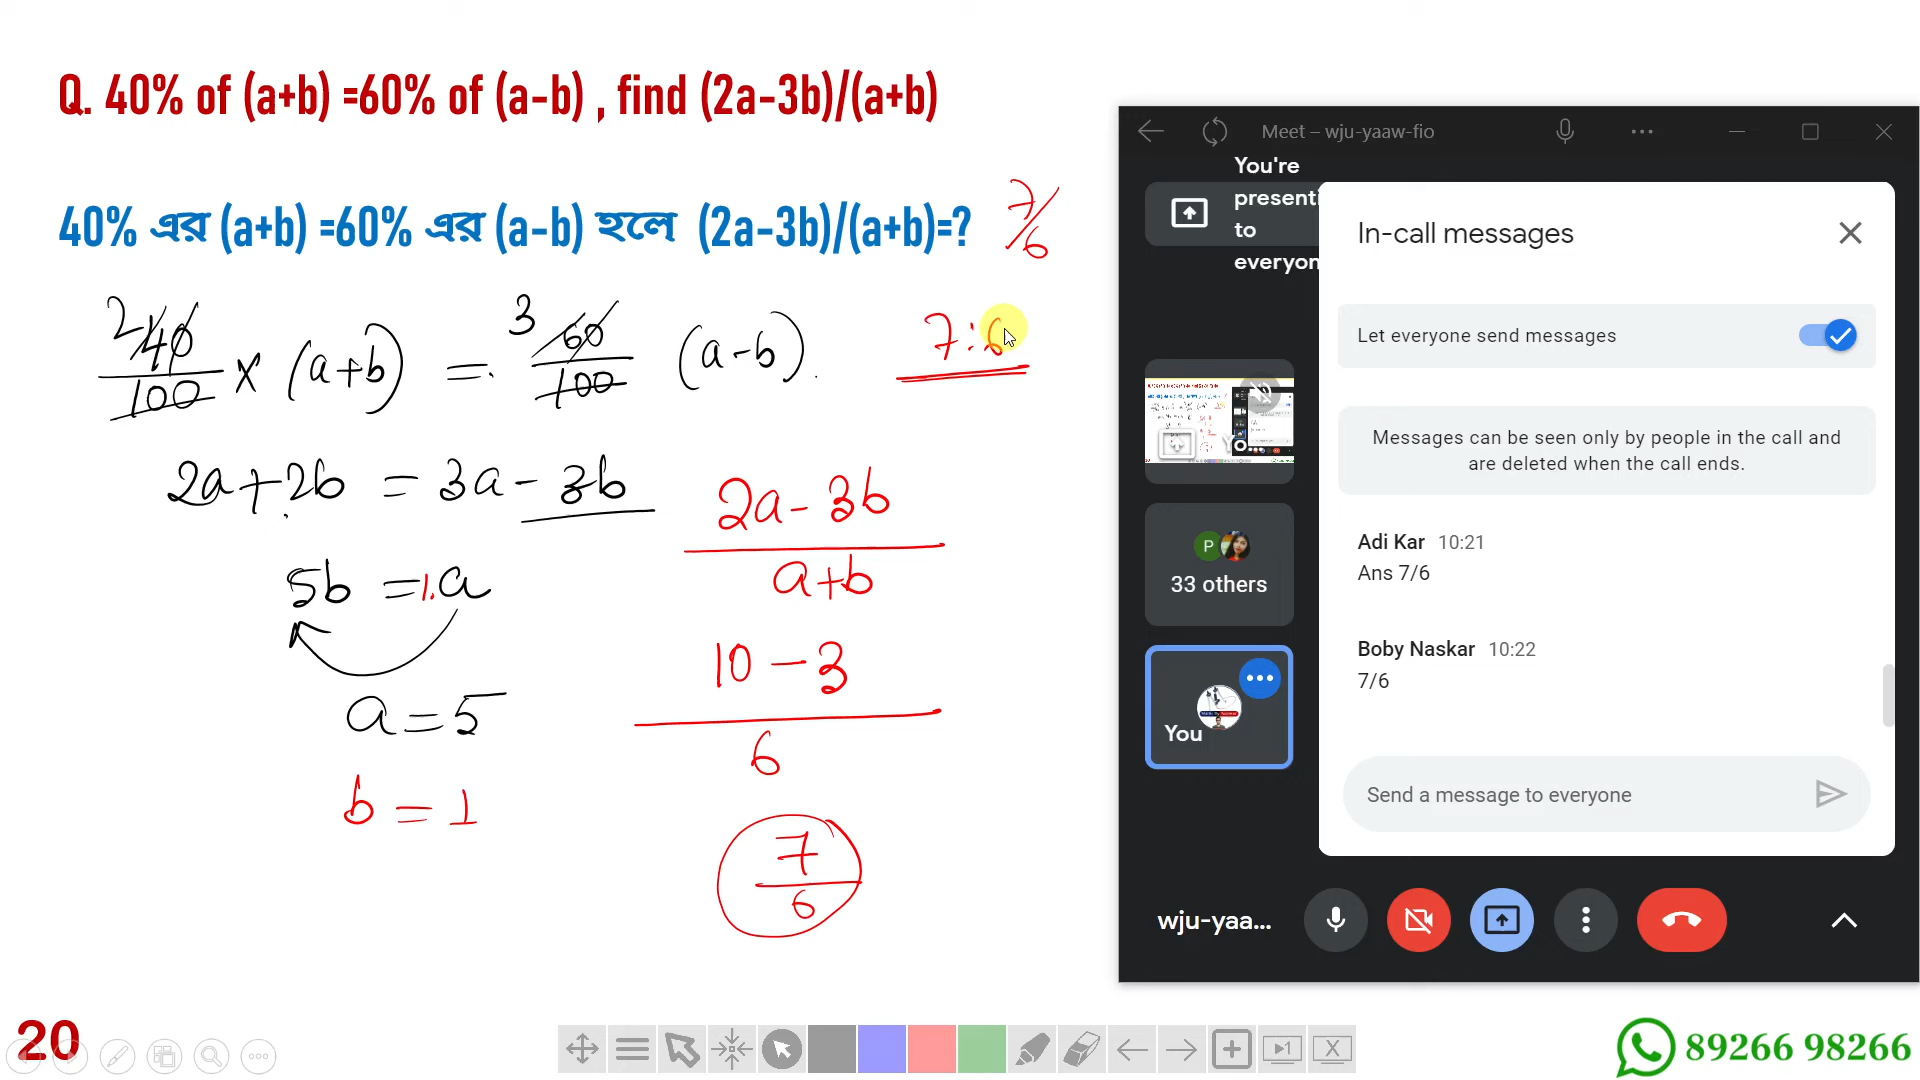 Q. 40% of (a+b) =60% of (a-b) , find (2a-3b)/(a+b)
40% এর (a+b) =60% এর (a-b) হলে (2a-3b)/(a+b)=?
7/6
2 3
40/100 × (a+b) = 60/100 (a-b)
7:6
2a+2b = 3a-3b
5b =1.a
a=5
b = 1
2a-3b
a+b
10-3
6
7
6
20
Meet – wju-yaaw-fio
You're
presenti
to
everyon
In-call messages
Let everyone send messages
Messages can be seen only by people in the call and
are deleted when the call ends.
Adi Kar 10:21
Ans 7/6
Boby Naskar 10:22
7/6
Send a message to everyone
P
33 others
You
wju-yaa...
89266 98266